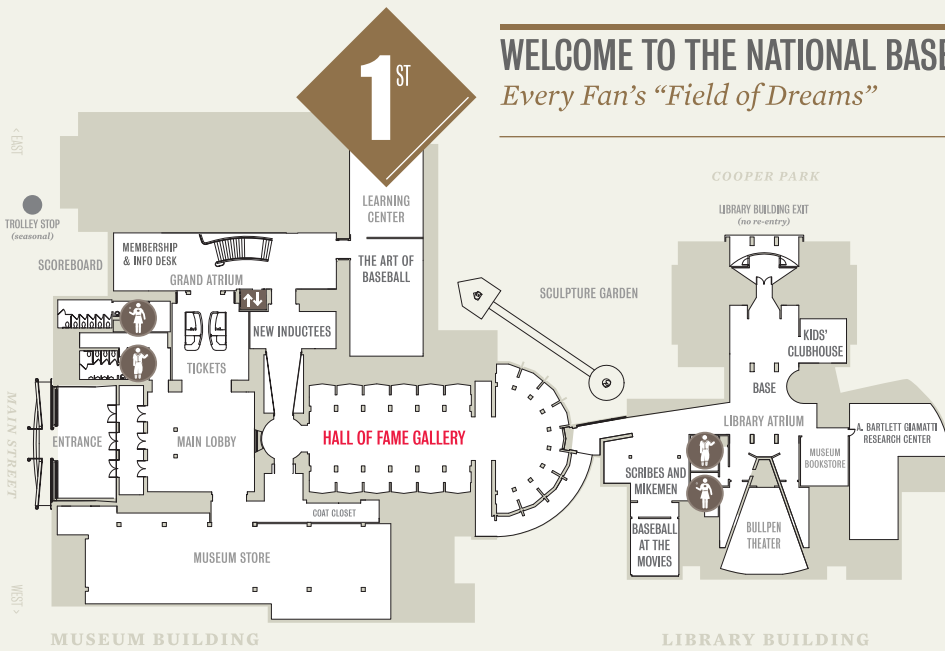 1ST
WELCOME TO THE NATIONAL BASE
Every Fan's “Field of Dreams”
< EAST
TROLLEY STOP
(seasonal)
SCOREBOARD
MEMBERSHIP
& INFO DESK
GRAND ATRIUM
LEARNING
CENTER
THE ART OF
BASEBALL
NEW INDUCTEES
TICKETS
MAIN STREET
ENTRANCE
MAIN LOBBY
HALL OF FAME GALLERY
COAT CLOSET
MUSEUM STORE
WEST >
MUSEUM BUILDING
SCULPTURE GARDEN
COOPER PARK
LIBRARY BUILDING EXIT
(no re-entry)
KIDS'
CLUBHOUSE
BASE
LIBRARY ATRIUM
A. BARTLETT GIAMATTI
RESEARCH CENTER
MUSEUM
BOOKSTORE
SCRIBES AND
MIKEMEN
BASEBALL
AT THE
MOVIES
BULLPEN
THEATER
LIBRARY BUILDING